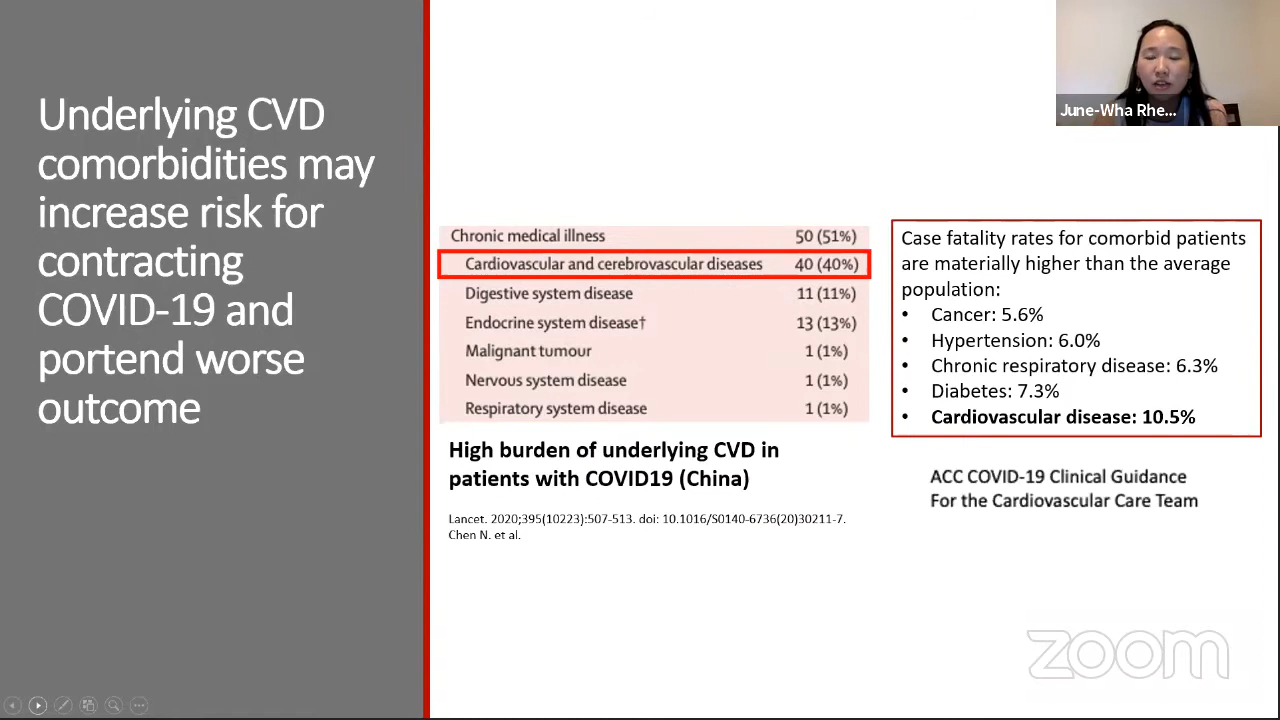 Underlying CVD
comorbidities may
increase risk for
contracting
COVID-19 and
portend worse
outcome
June-Wha Rhe...
Chronic medical illness 50 (51%)
Cardiovascular and cerebrovascular diseases 40 (40%)
Digestive system disease 11 (11%)
Endocrine system disease† 13 (13%)
Malignant tumour 1 (1%)
Nervous system disease 1 (1%)
Respiratory system disease 1 (1%)
High burden of underlying CVD in
patients with COVID19 (China)
Lancet. 2020;395(10223):507-513. doi: 10.1016/S0140-6736(20)30211-7.
Chen N. et al.
Case fatality rates for comorbid patients
are materially higher than the average
population:
• Cancer: 5.6%
• Hypertension: 6.0%
• Chronic respiratory disease: 6.3%
• Diabetes: 7.3%
• Cardiovascular disease: 10.5%
ACC COVID-19 Clinical Guidance
For the Cardiovascular Care Team
zoom